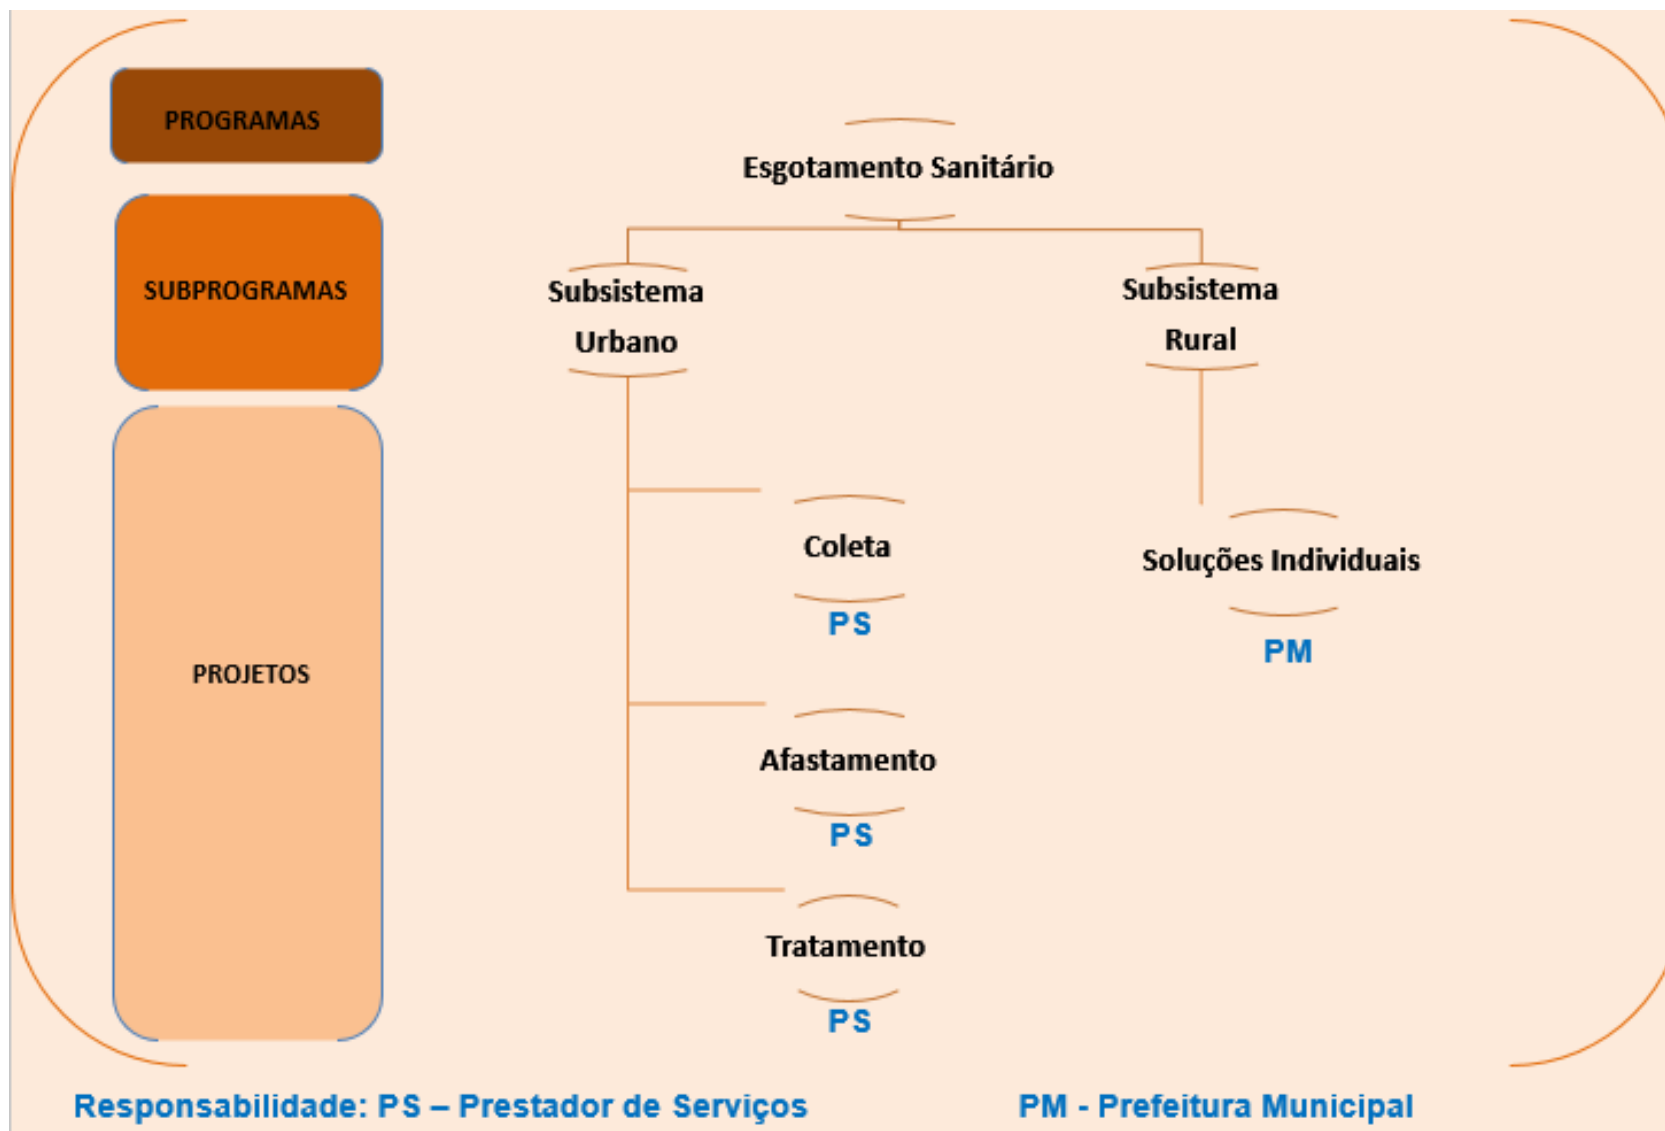 PROGRAMAS
Esgotamento Sanitário
SUBPROGRAMAS
Subsistema
Urbano
Subsistema
Rural
PROJETOS
Coleta
PS
Afastamento
PS
Tratamento
PS
Soluções Individuais
PM
Responsabilidade: PS – Prestador de Serviços
PM - Prefeitura Municipal